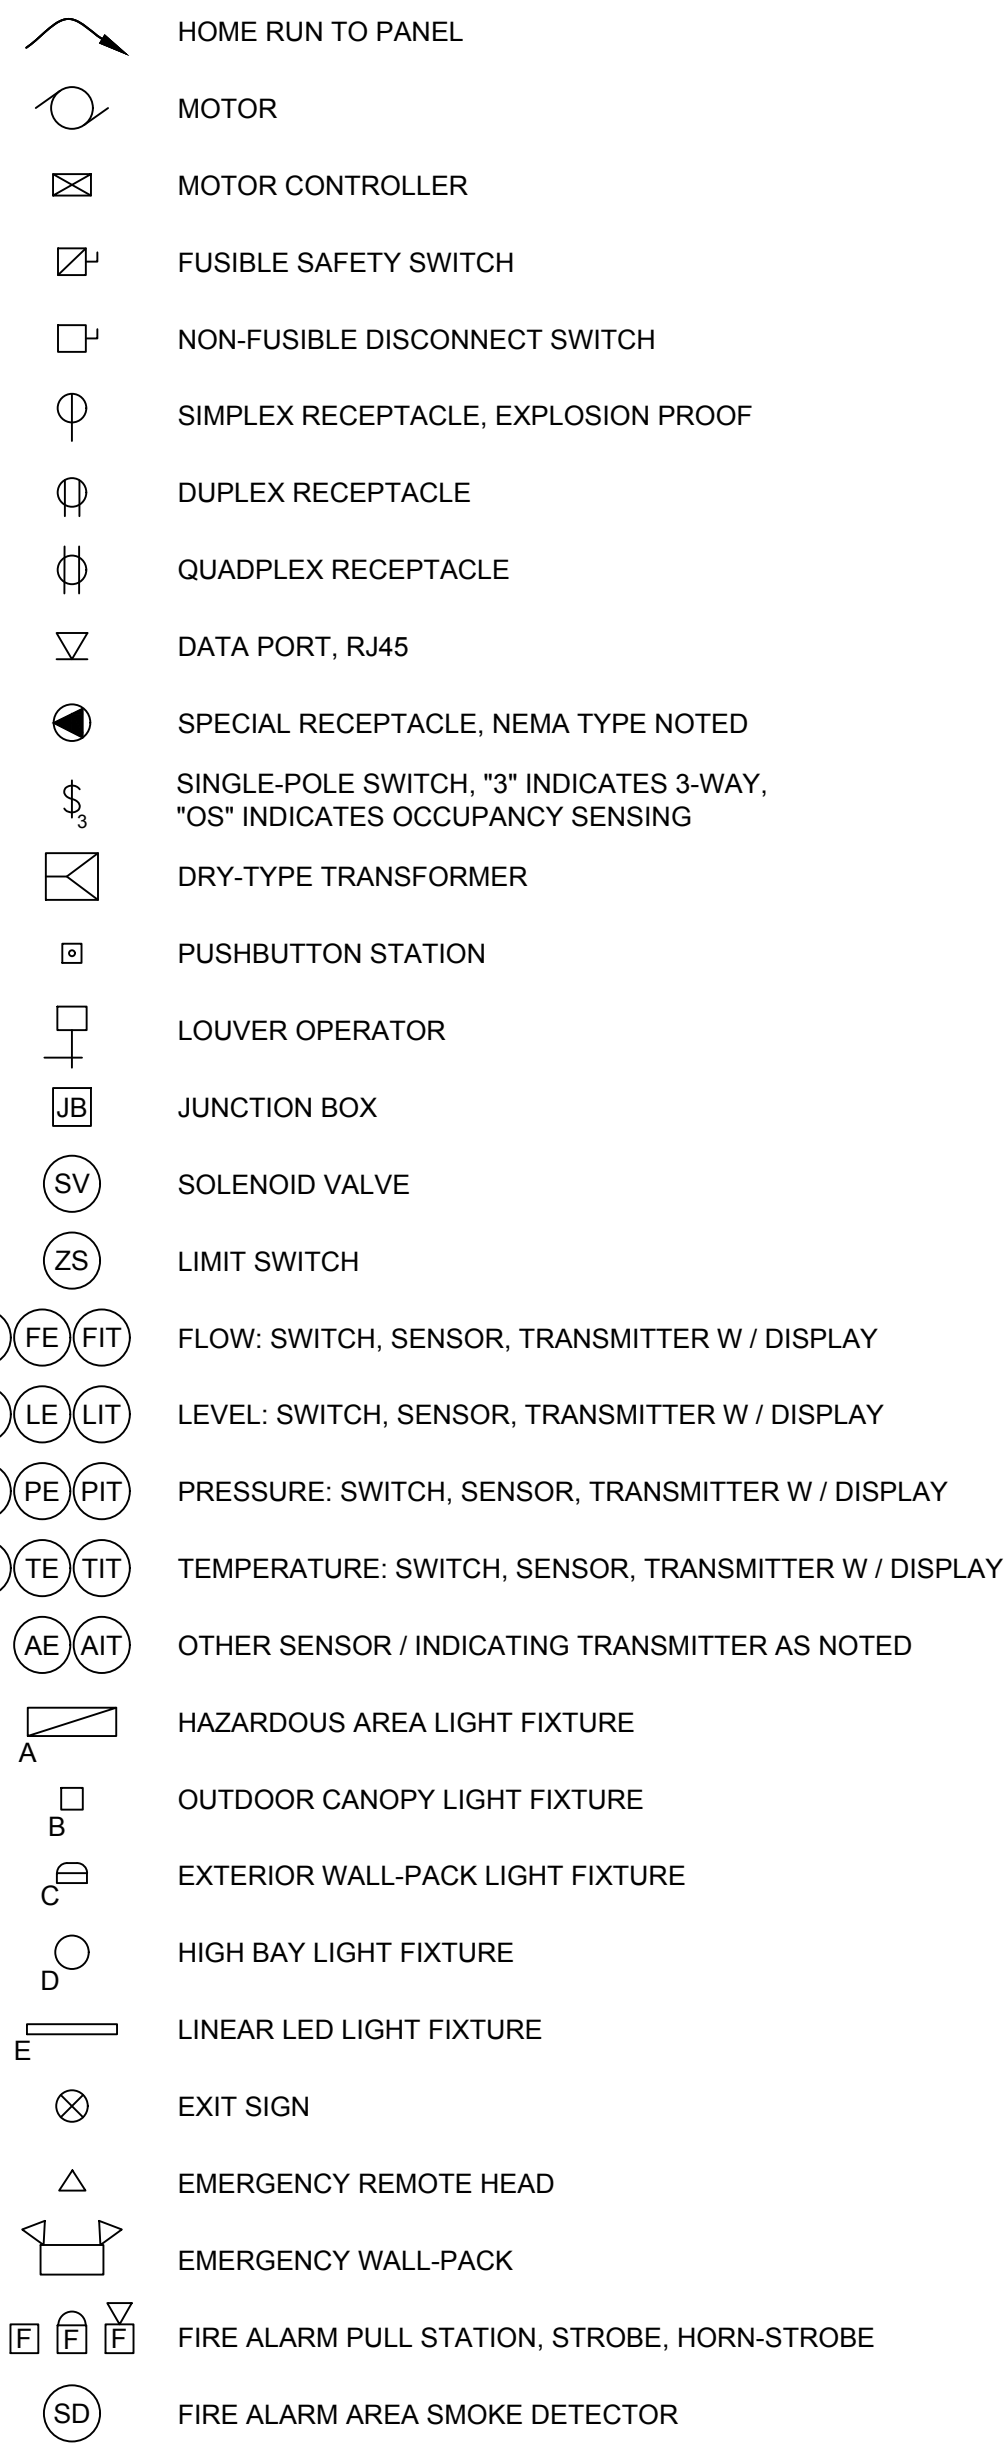 HOME RUN TO PANEL
MOTOR
MOTOR CONTROLLER
FUSIBLE SAFETY SWITCH
NON-FUSIBLE DISCONNECT SWITCH
SIMPLEX RECEPTACLE, EXPLOSION PROOF
DUPLEX RECEPTACLE
QUADPLEX RECEPTACLE
DATA PORT, RJ45
SPECIAL RECEPTACLE, NEMA TYPE NOTED
$3 SINGLE-POLE SWITCH, "3" INDICATES 3-WAY,
"OS" INDICATES OCCUPANCY SENSING
DRY-TYPE TRANSFORMER
PUSHBUTTON STATION
LOUVER OPERATOR
JB JUNCTION BOX
SV SOLENOID VALVE
ZS LIMIT SWITCH
FE FIT FLOW: SWITCH, SENSOR, TRANSMITTER W / DISPLAY
LE LIT LEVEL: SWITCH, SENSOR, TRANSMITTER W / DISPLAY
PE PIT PRESSURE: SWITCH, SENSOR, TRANSMITTER W / DISPLAY
TE TIT TEMPERATURE: SWITCH, SENSOR, TRANSMITTER W / DISPLAY
AE AIT OTHER SENSOR / INDICATING TRANSMITTER AS NOTED
A HAZARDOUS AREA LIGHT FIXTURE
B OUTDOOR CANOPY LIGHT FIXTURE
C EXTERIOR WALL-PACK LIGHT FIXTURE
D HIGH BAY LIGHT FIXTURE
E LINEAR LED LIGHT FIXTURE
EXIT SIGN
EMERGENCY REMOTE HEAD
EMERGENCY WALL-PACK
F F F FIRE ALARM PULL STATION, STROBE, HORN-STROBE
SD FIRE ALARM AREA SMOKE DETECTOR